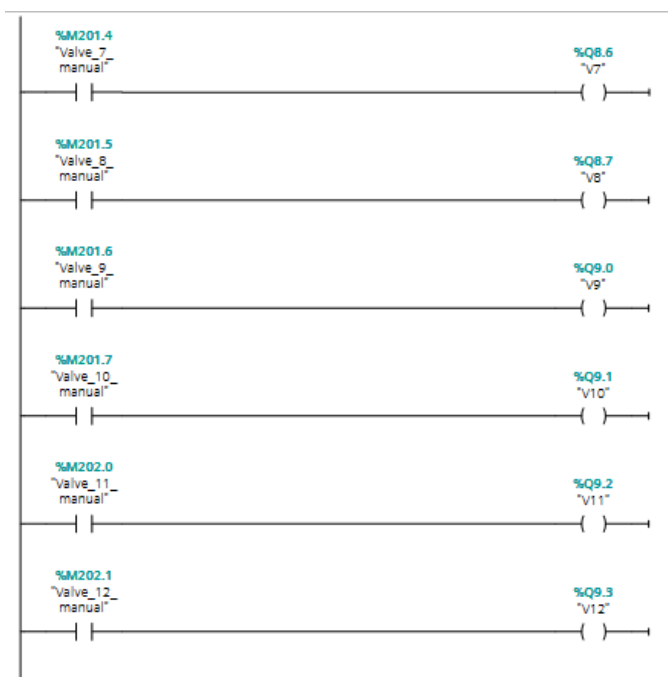 %M201.4
"Valve_7_
manual"
%Q8.6
"V7"
%M201.5
"Valve_8_
manual"
%Q8.7
"V8"
%M201.6
"Valve_9_
manual"
%Q9.0
"V9"
%M201.7
"Valve_10_
manual"
%Q9.1
"V10"
%M202.0
"Valve_11_
manual"
%Q9.2
"V11"
%M202.1
"Valve_12_
manual"
%Q9.3
"V12"